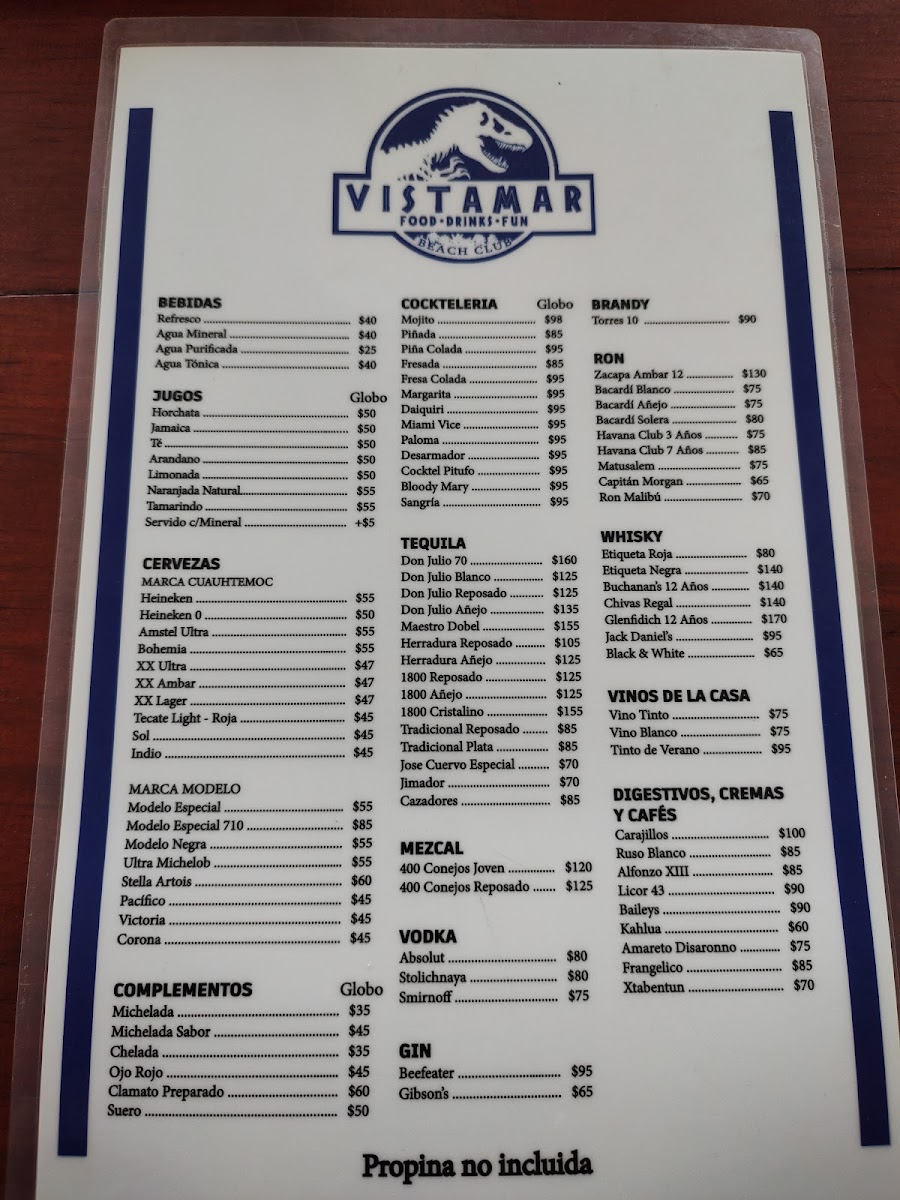 VISTAMAR
FOOD·DRINKS·FUN
BEACH CLUB
BEBIDAS
Refresco $40
Agua Mineral $40
Agua Purificada $25
Agua Tónica $40
JUGOS Globo
Horchata $50
Jamaica $50
Té $50
Arandano $50
Limonada $50
Naranjada Natural $55
Tamarindo $55
Servido c/Mineral +$5
CERVEZAS
MARCA CUAUHTEMOC
Heineken $55
Heineken 0 $50
Amstel Ultra $55
Bohemia $55
XX Ultra $47
XX Ambar $47
XX Lager $47
Tecate Light - Roja $45
Sol $45
Indio $45
MARCA MODELO
Modelo Especial $55
Modelo Especial 710 $85
Modelo Negra $55
Ultra Michelob $55
Stella Artois $60
Pacífico $45
Victoria $45
Corona $45
COMPLEMENTOS Globo
Michelada $35
Michelada Sabor $45
Chelada $35
Ojo Rojo $45
Clamato Preparado $60
Suero $50
COCKTELERIA Globo
Mojito $98
Piñada $85
Piña Colada $95
Fresada $85
Fresa Colada $95
Margarita $95
Daiquiri $95
Miami Vice $95
Paloma $95
Desarmador $95
Cocktel Pitufo $95
Bloody Mary $95
Sangría $95
TEQUILA
Don Julio 70 $160
Don Julio Blanco $125
Don Julio Reposado $125
Don Julio Añejo $135
Maestro Dobel $155
Herradura Reposado $105
Herradura Añejo $125
1800 Reposado $125
1800 Añejo $125
1800 Cristalino $155
Tradicional Reposado $85
Tradicional Plata $85
Jose Cuervo Especial $70
Jimador $70
Cazadores $85
MEZCAL
400 Conejos Joven $120
400 Conejos Reposado $125
VODKA
Absolut $80
Stolichnaya $80
Smirnoff $75
GIN
Beefeater $95
Gibson's $65
BRANDY
Torres 10 $90
RON
Zacapa Ambar 12 $130
Bacardí Blanco $75
Bacardí Añejo $75
Bacardí Solera $80
Havana Club 3 Años $75
Havana Club 7 Años $85
Matusalem $75
Capitán Morgan $65
Ron Malibú $70
WHISKY
Etiqueta Roja $80
Etiqueta Negra $140
Buchanan's 12 Años $140
Chivas Regal $140
Glenfidich 12 Años $170
Jack Daniel's $95
Black & White $65
VINOS DE LA CASA
Vino Tinto $75
Vino Blanco $75
Tinto de Verano $95
DIGESTIVOS, CREMAS
Y CAFÉS
Carajillos $100
Ruso Blanco $85
Alfonzo XIII $85
Licor 43 $90
Baileys $90
Kahlua $60
Amareto Disaronno $75
Frangelico $85
Xtabentun $70
Propina no incluida